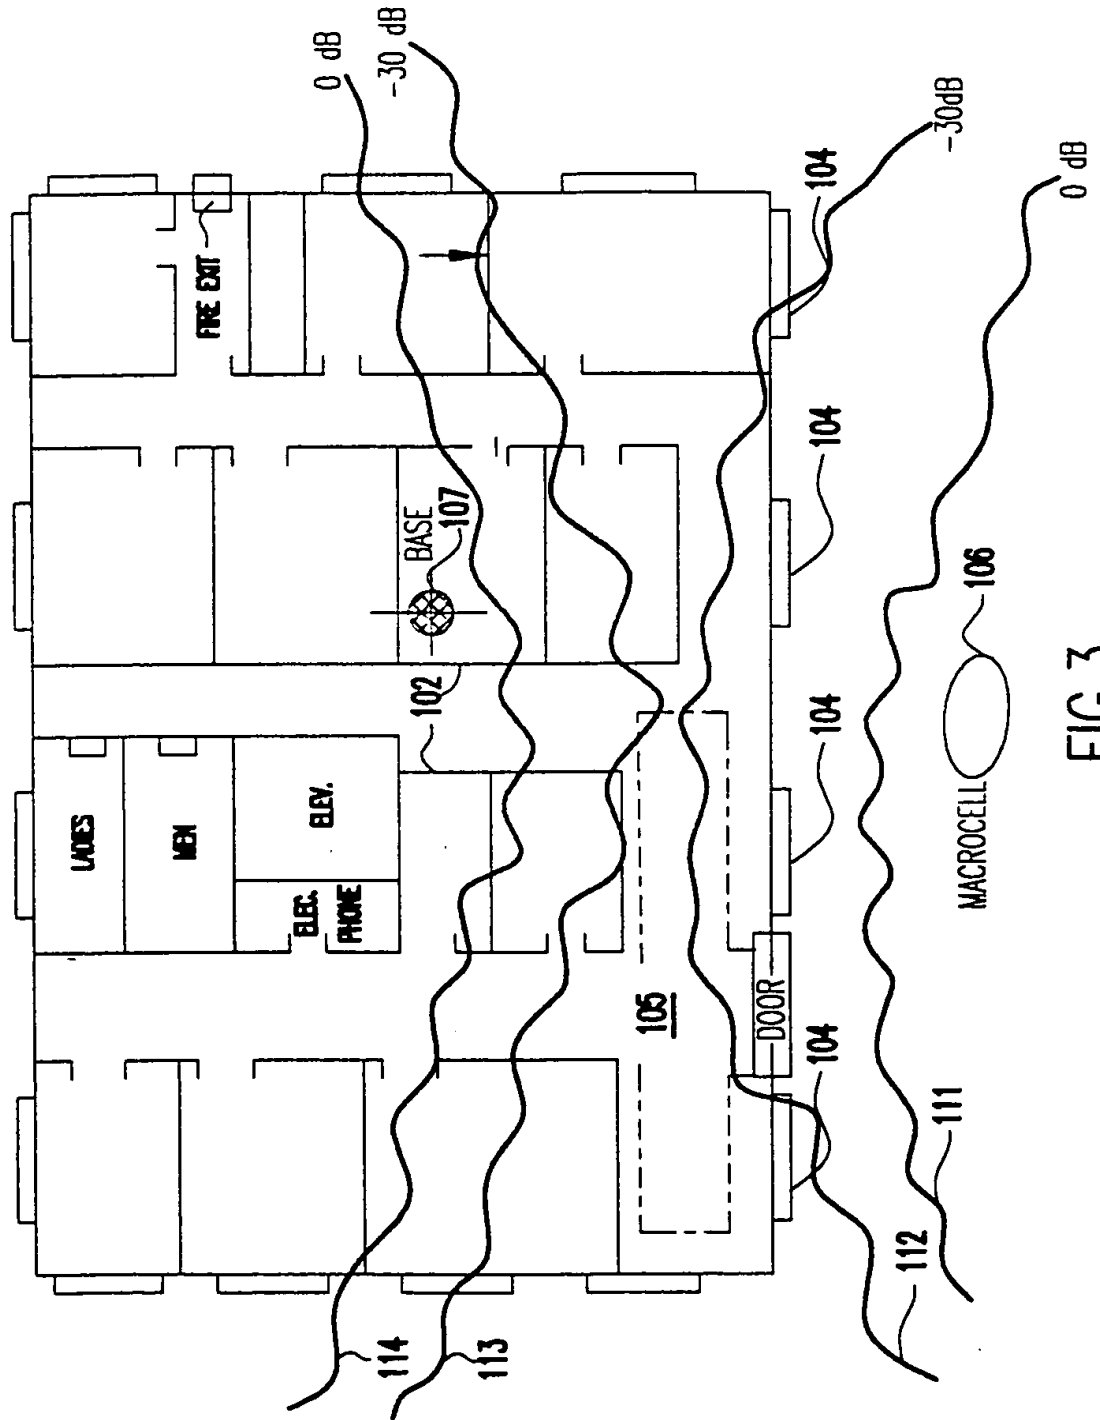 0 dB
-30 dB
-30dB
0 dB
104
FIRE EXIT
104
BASE
107
106
102
104
MACROCELL
LADIES
MEN
ELEV.
ELEC.
PHONE
105
DOOR
104
111
112
114
113
FIG. 3